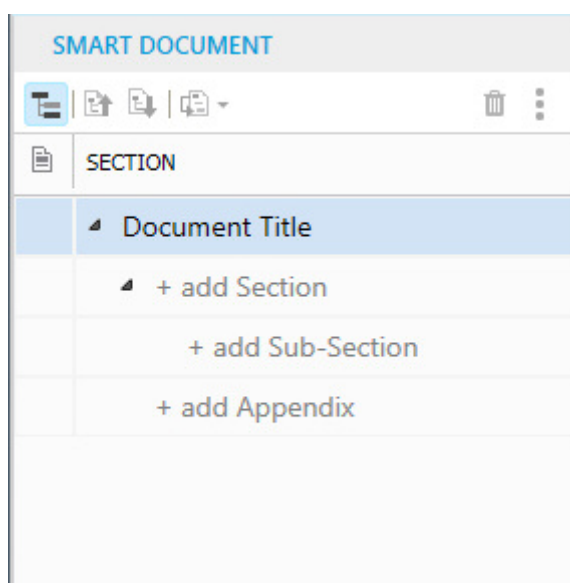 SMART DOCUMENT
SECTION
Document Title
+ add Section
+ add Sub-Section
+ add Appendix